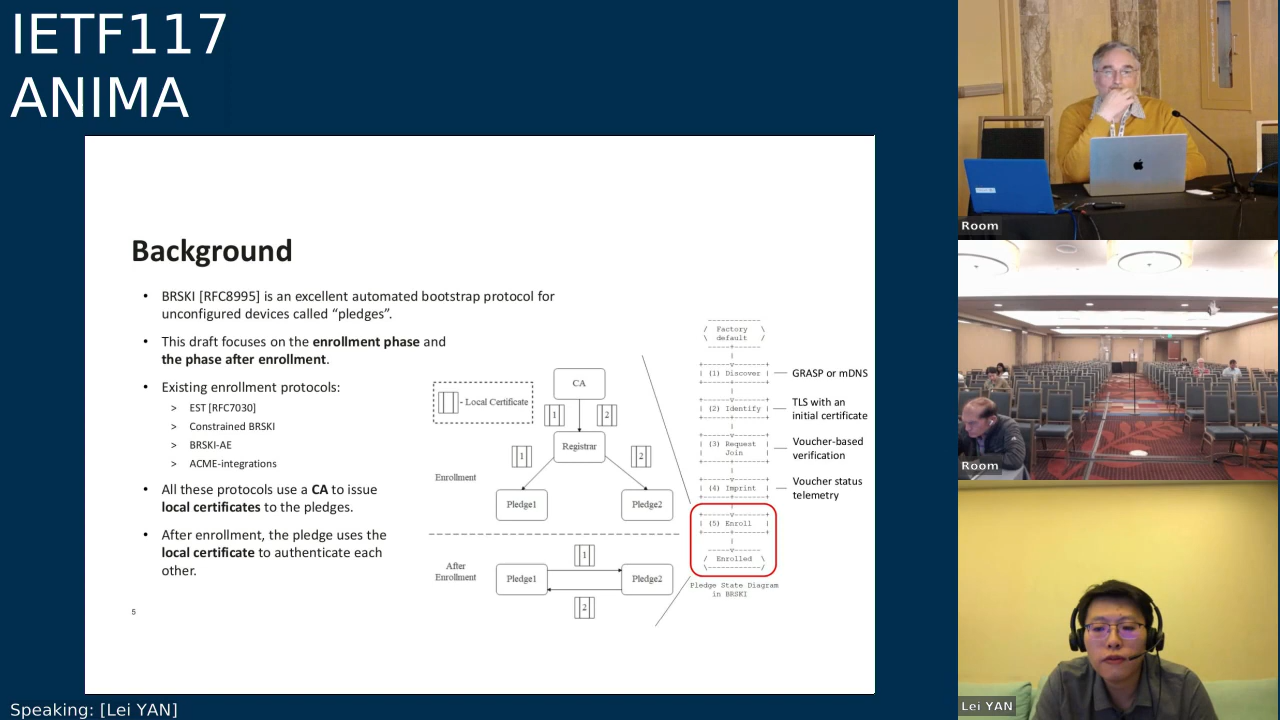 IETF117
ANIMA
Background
• BRSKI [RFC8995] is an excellent automated bootstrap protocol for
unconfigured devices called “pledges”.
• This draft focuses on the enrollment phase and
the phase after enrollment.
• Existing enrollment protocols:
> EST [RFC7030]
> Constrained BRSKI
> BRSKI-AE
> ACME-integrations
• All these protocols use a CA to issue
local certificates to the pledges.
• After enrollment, the pledge uses the
local certificate to authenticate each
other.
5
- Local Certificate
CA
1
2
Registrar
1
2
Enrollment
Pledge1
Pledge2
After
Enrollment
1
Pledge1
Pledge2
2
Factory
default
(1) Discover
GRASP or mDNS
(2) Identify
TLS with an
initial certificate
(3) Request
Join
Voucher-based
verification
(4) Imprint
Voucher status
telemetry
(5) Enroll
Enrolled
Pledge State Diagram
in BRSKI
Room
Room
Lei YAN
Speaking: [Lei YAN]